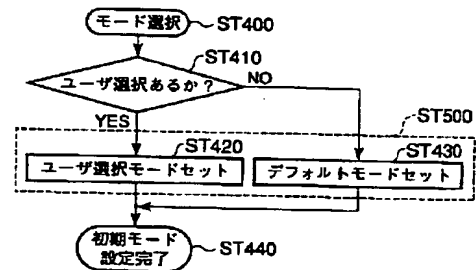 モード選択
ST400
ST410
ユーザ選択あるか?
NO
YES
ST500
ST420
ST430
ユーザ選択モードセット
デフォルトモードセット
初期モード
設定完了
ST440